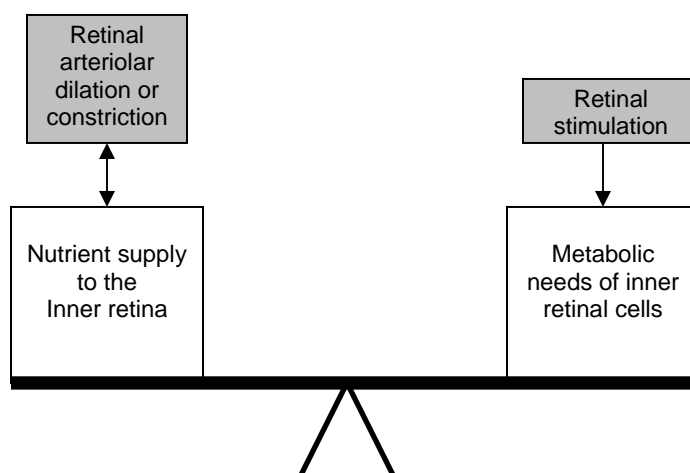 Retinal
arteriolar
dilation or
constriction
Retinal
stimulation
Nutrient supply
to the
Inner retina
Metabolic
needs of inner
retinal cells